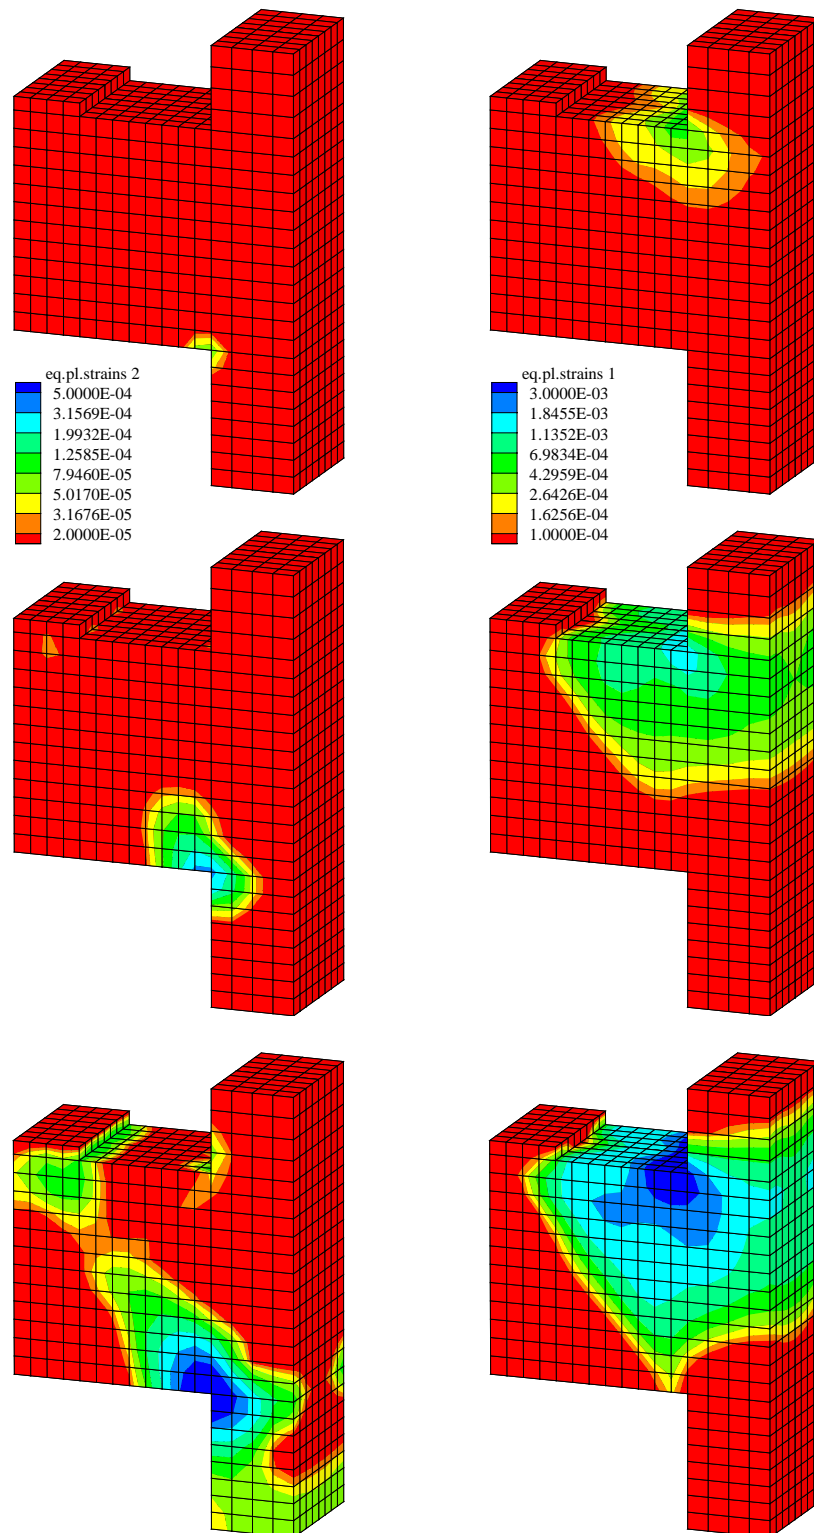 eq.pl.strains 2
5.0000E-04
3.1569E-04
1.9932E-04
1.2585E-04
7.9460E-05
5.0170E-05
3.1676E-05
2.0000E-05
eq.pl.strains 1
3.0000E-03
1.8455E-03
1.1352E-03
6.9834E-04
4.2959E-04
2.6426E-04
1.6256E-04
1.0000E-04